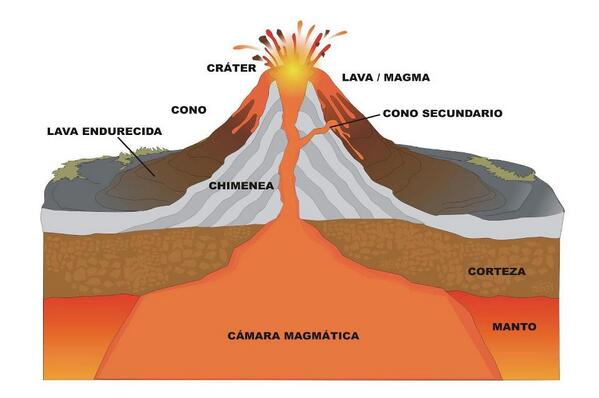 CRÁTER
LAVA / MAGMA
CONO
CONO SECUNDARIO
LAVA ENDURECIDA
CHIMENEA
CORTEZA
MANTO
CÁMARA MAGMÁTICA